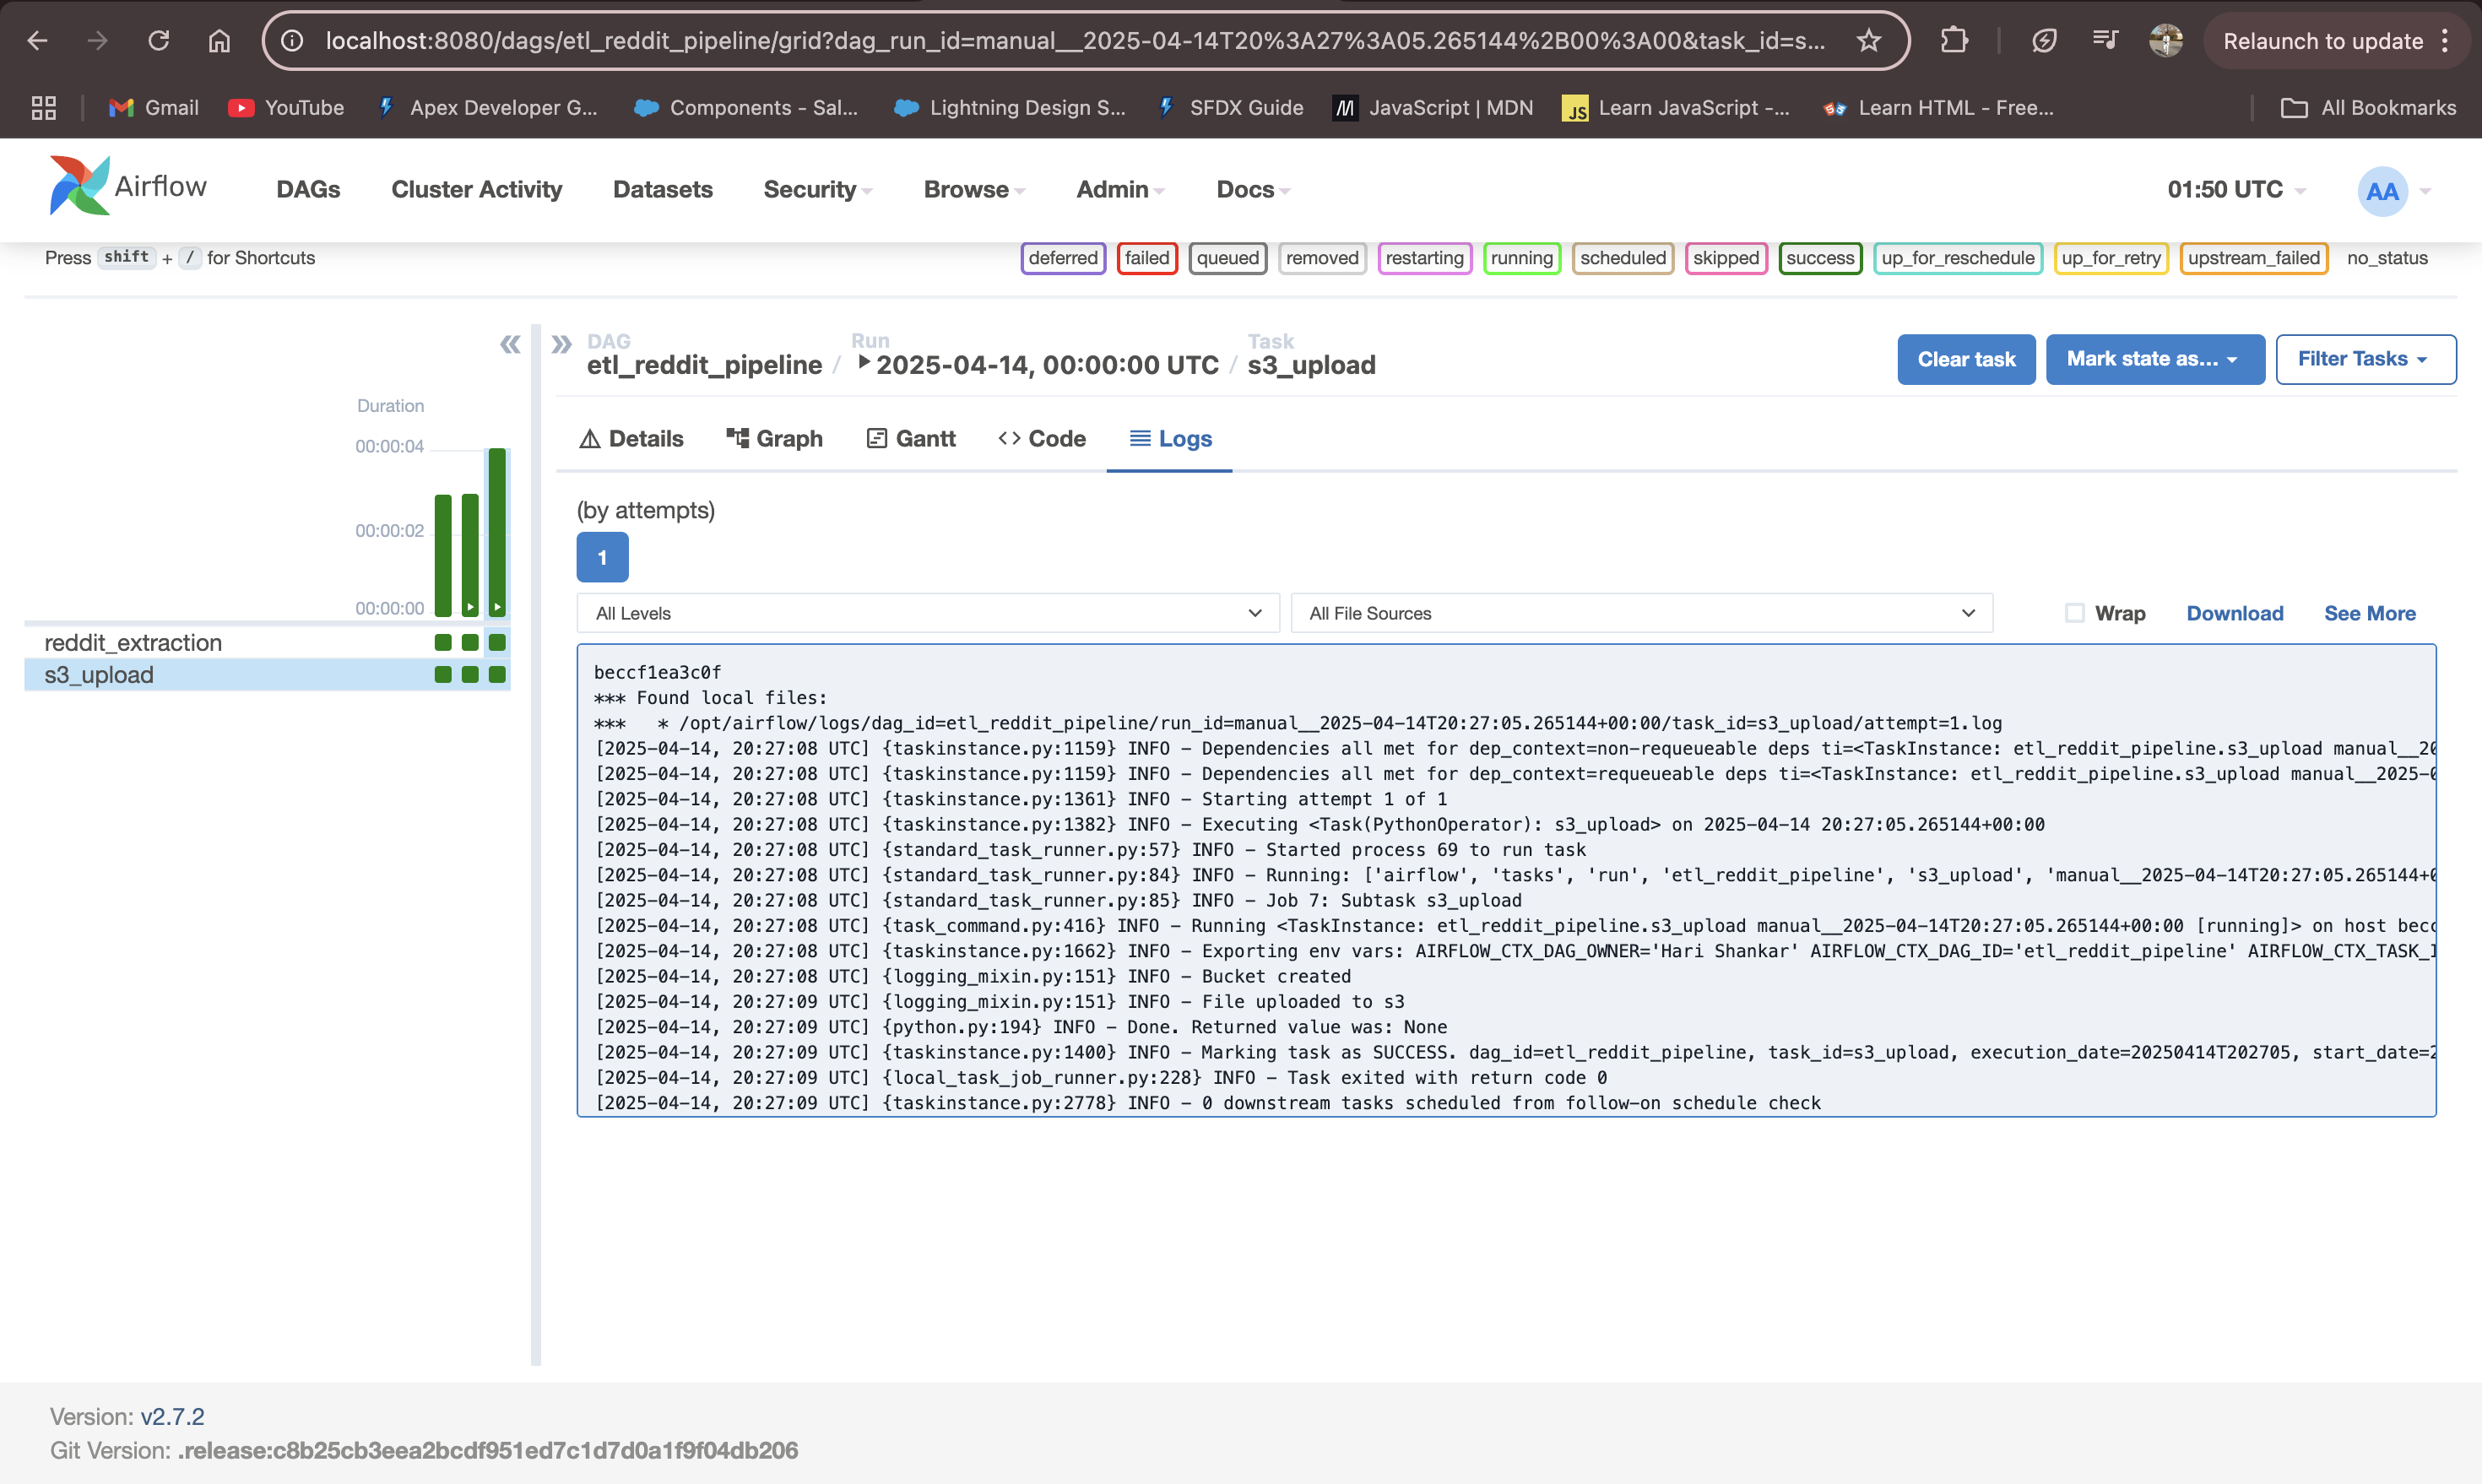 localhost:8080/dags/etl_reddit_pipeline/grid?dag_run_id=manual__2025-04-14T20%3A27%3A05.265144%2B00%3A00&task_id=s...
Relaunch to update
Gmail
YouTube
Apex Developer G...
Components - Sal...
Lightning Design S...
SFDX Guide
JavaScript | MDN
JS
Learn JavaScript -...
Learn HTML - Free...
All Bookmarks
Airflow
DAGs
Cluster Activity
Datasets
Security
Browse
Admin
Docs
01:50 UTC
AA
Press shift + / for Shortcuts
deferred
failed
queued
removed
restarting
running
scheduled
skipped
success
up_for_reschedule
up_for_retry
upstream_failed
no_status
DAG
etl_reddit_pipeline /
Run
2025-04-14, 00:00:00 UTC /
Task
s3_upload
Clear task
Mark state as...
Filter Tasks
Duration
00:00:04
00:00:02
00:00:00
reddit_extraction
s3_upload
Details
Graph
Gantt
Code
Logs
(by attempts)
1
All Levels
All File Sources
Wrap
Download
See More
beccf1ea3c0f
*** Found local files:
***   * /opt/airflow/logs/dag_id=etl_reddit_pipeline/run_id=manual__2025-04-14T20:27:05.265144+00:00/task_id=s3_upload/attempt=1.log
[2025-04-14, 20:27:08 UTC] {taskinstance.py:1159} INFO - Dependencies all met for dep_context=non-requeueable deps ti=<TaskInstance: etl_reddit_pipeline.s3_upload manual__20
[2025-04-14, 20:27:08 UTC] {taskinstance.py:1159} INFO - Dependencies all met for dep_context=requeueable deps ti=<TaskInstance: etl_reddit_pipeline.s3_upload manual__2025-0
[2025-04-14, 20:27:08 UTC] {taskinstance.py:1361} INFO - Starting attempt 1 of 1
[2025-04-14, 20:27:08 UTC] {taskinstance.py:1382} INFO - Executing <Task(PythonOperator): s3_upload> on 2025-04-14 20:27:05.265144+00:00
[2025-04-14, 20:27:08 UTC] {standard_task_runner.py:57} INFO - Started process 69 to run task
[2025-04-14, 20:27:08 UTC] {standard_task_runner.py:84} INFO - Running: ['airflow', 'tasks', 'run', 'etl_reddit_pipeline', 's3_upload', 'manual__2025-04-14T20:27:05.265144+0
[2025-04-14, 20:27:08 UTC] {standard_task_runner.py:85} INFO - Job 7: Subtask s3_upload
[2025-04-14, 20:27:08 UTC] {task_command.py:416} INFO - Running <TaskInstance: etl_reddit_pipeline.s3_upload manual__2025-04-14T20:27:05.265144+00:00 [running]> on host becc
[2025-04-14, 20:27:08 UTC] {taskinstance.py:1662} INFO - Exporting env vars: AIRFLOW_CTX_DAG_OWNER='Hari Shankar' AIRFLOW_CTX_DAG_ID='etl_reddit_pipeline' AIRFLOW_CTX_TASK_I
[2025-04-14, 20:27:08 UTC] {logging_mixin.py:151} INFO - Bucket created
[2025-04-14, 20:27:09 UTC] {logging_mixin.py:151} INFO - File uploaded to s3
[2025-04-14, 20:27:09 UTC] {python.py:194} INFO - Done. Returned value was: None
[2025-04-14, 20:27:09 UTC] {taskinstance.py:1400} INFO - Marking task as SUCCESS. dag_id=etl_reddit_pipeline, task_id=s3_upload, execution_date=20250414T202705, start_date=2
[2025-04-14, 20:27:09 UTC] {local_task_job_runner.py:228} INFO - Task exited with return code 0
[2025-04-14, 20:27:09 UTC] {taskinstance.py:2778} INFO - 0 downstream tasks scheduled from follow-on schedule check
Version: v2.7.2
Git Version: .release:c8b25cb3eea2bcdf951ed7c1d7d0a1f9f04db206